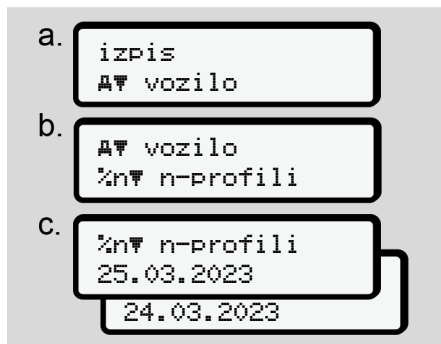 a.
izpis
A▼ vozilo
b.
A▼ vozilo
%n▼ n-profili
c.
%n▼ n-profili
25.03.2023
24.03.2023